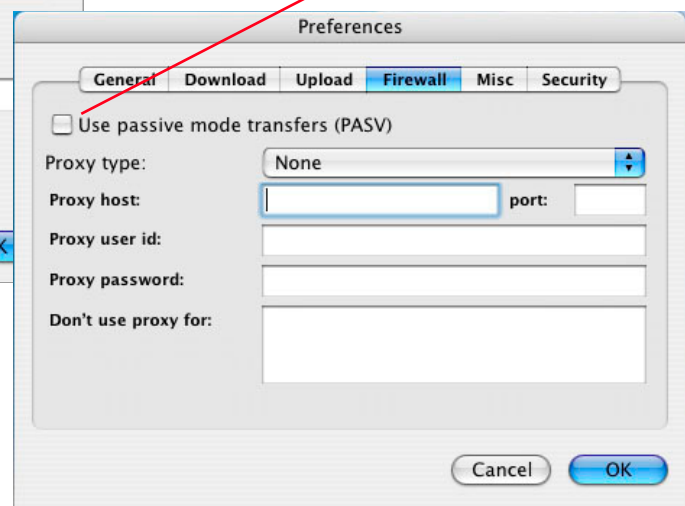 Preferences
General Download Upload Firewall Misc Security
Use passive mode transfers (PASV)
Proxy type: None
Proxy host: port:
Proxy user id:
Proxy password:
Don't use proxy for:
Cancel OK
K